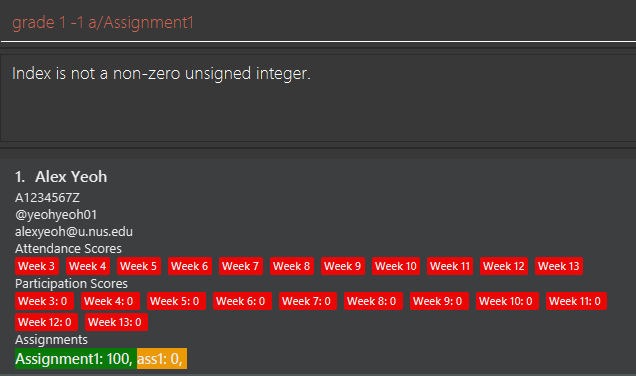 grade 1 -1 a/Assignment1
Index is not a non-zero unsigned integer.
1. Alex Yeoh
A1234567Z
@yeohyeoh01
alexyeoh@u.nus.edu
Attendance Scores
Week 3 Week 4 Week 5 Week 6 Week 7 Week 8 Week 9 Week 10 Week 11 Week 12 Week 13
Participation Scores
Week 3: 0 Week 4: 0 Week 5: 0 Week 6: 0 Week 7: 0 Week 8: 0 Week 9: 0 Week 10: 0 Week 11: 0
Week 12: 0 Week 13: 0
Assignments
Assignment1: 100, ass1: 0,